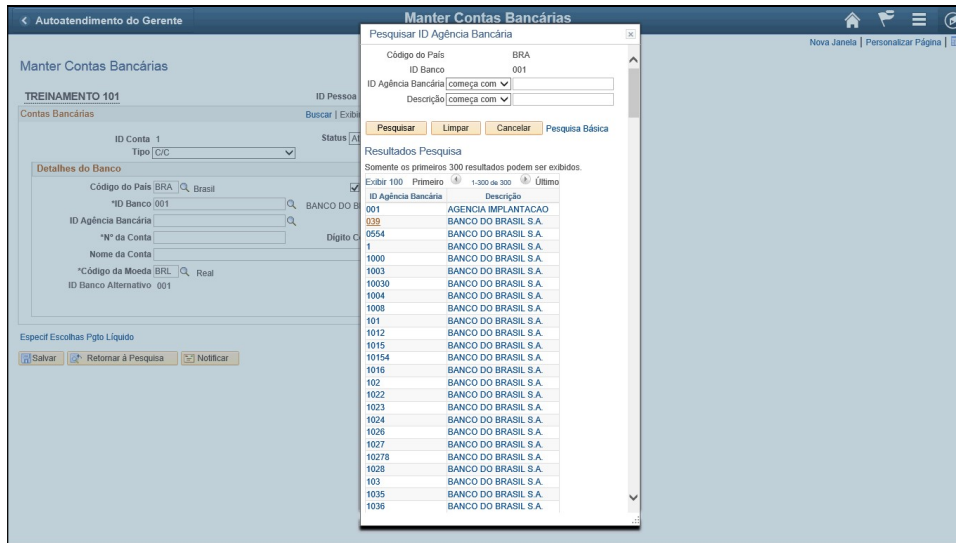 Autoatendimento do Gerente
Manter Contas Bancárias
Nova Janela | Personalizar Página |
Manter Contas Bancárias
TREINAMENTO 101
ID Pessoa
Contas Bancárias
Buscar | Exibi
ID Conta 1
Status At
Tipo C/C
Detalhes do Banco
Código do País BRA Brasil
*ID Banco 001
BANCO DO B
ID Agência Bancária
*Nº da Conta
Dígito C
Nome da Conta
*Código da Moeda BRL Real
ID Banco Alternativo 001
Especif Escolhas Pgto Líquido
Salvar
Retornar à Pesquisa
Notificar
Pesquisar ID Agência Bancária
Código do País BRA
ID Banco 001
ID Agência Bancária começa com
Descrição começa com
Pesquisar
Limpar
Cancelar
Pesquisa Básica
Resultados Pesquisa
Somente os primeiros 300 resultados podem ser exibidos.
Exibir 100 Primeiro 1-300 de 300 Último
ID Agência Bancária Descrição
001 AGENCIA IMPLANTACAO
039 BANCO DO BRASIL S.A.
0554 BANCO DO BRASIL S.A.
1 BANCO DO BRASIL S.A.
1000 BANCO DO BRASIL S.A.
1003 BANCO DO BRASIL S.A.
10030 BANCO DO BRASIL S.A.
1004 BANCO DO BRASIL S.A.
1008 BANCO DO BRASIL S.A.
101 BANCO DO BRASIL S.A.
1012 BANCO DO BRASIL S.A.
1015 BANCO DO BRASIL S.A.
10154 BANCO DO BRASIL S.A.
1016 BANCO DO BRASIL S.A.
102 BANCO DO BRASIL S.A.
1022 BANCO DO BRASIL S.A.
1023 BANCO DO BRASIL S.A.
1024 BANCO DO BRASIL S.A.
1026 BANCO DO BRASIL S.A.
1027 BANCO DO BRASIL S.A.
10278 BANCO DO BRASIL S.A.
1028 BANCO DO BRASIL S.A.
103 BANCO DO BRASIL S.A.
1035 BANCO DO BRASIL S.A.
1036 BANCO DO BRASIL S.A.